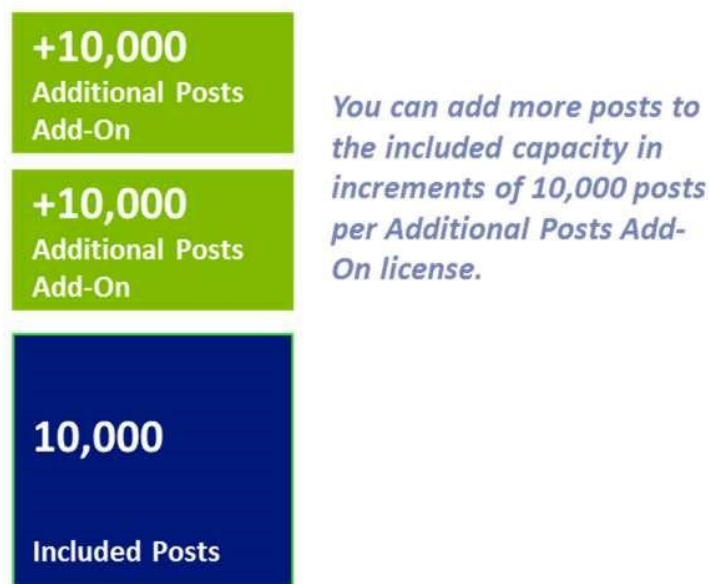 +10,000
Additional Posts
Add-On
+10,000
Additional Posts
Add-On
10,000
Included Posts
You can add more posts to
the included capacity in
increments of 10,000 posts
per Additional Posts Add-
On license.